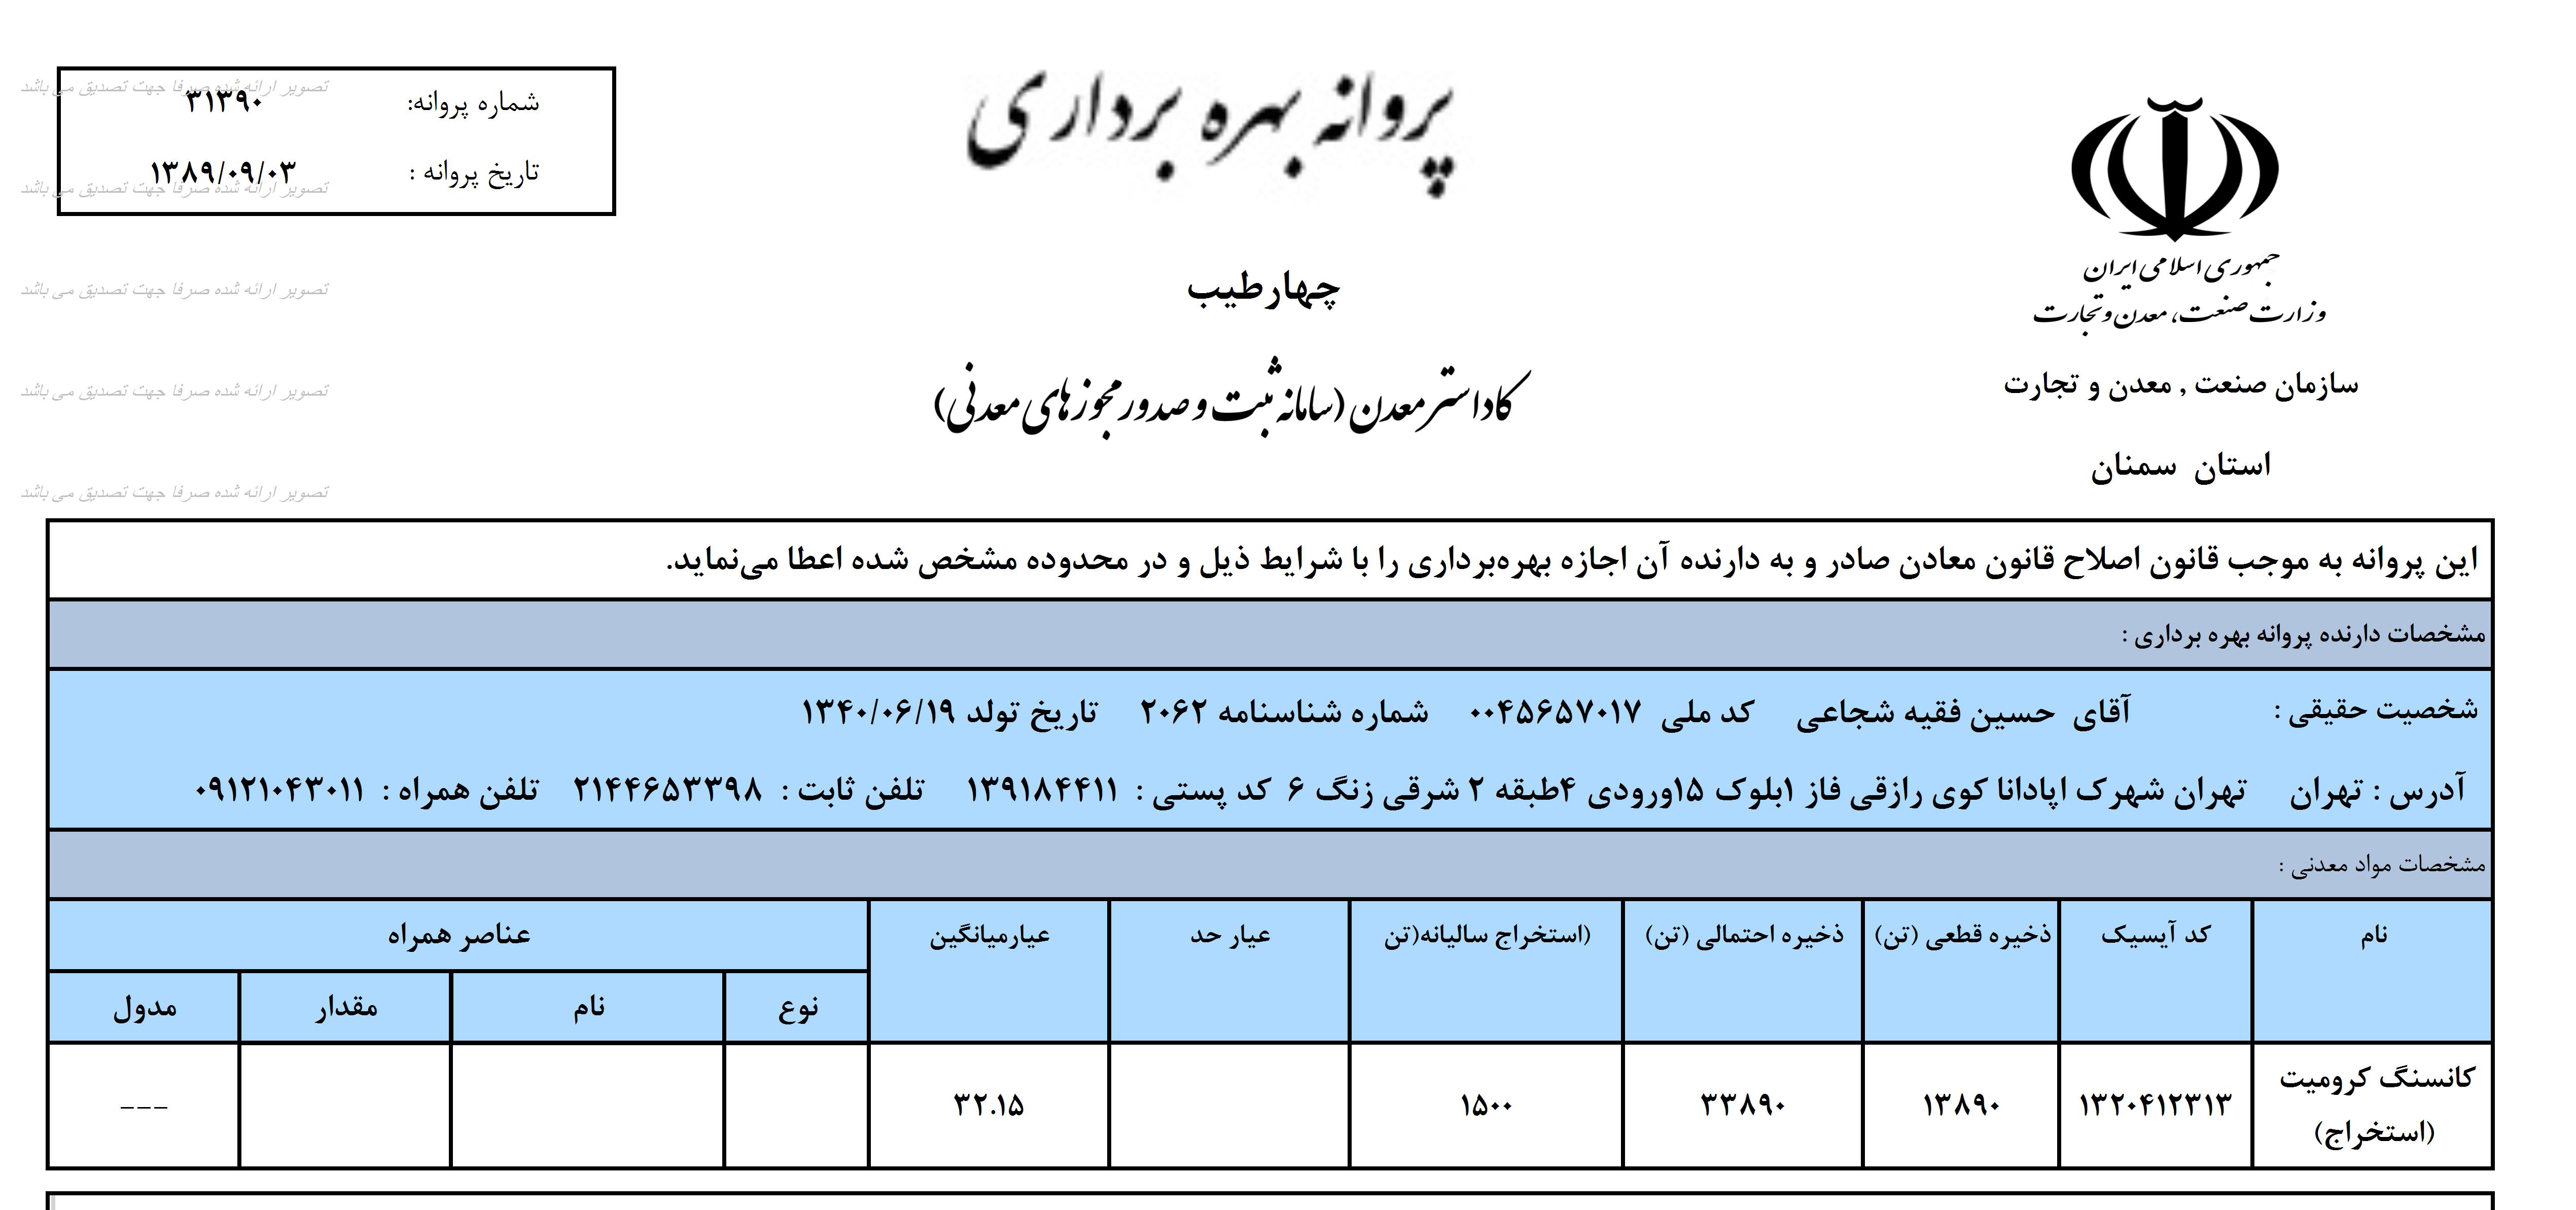 جمهوری اسلامی ایران
وزارت صنعت، معدن و تجارت
سازمان صنعت , معدن و تجارت
استان سمنان
پروانه بهره برداری
چهارطیب
کاداستر معدن (سامانه ثبت و صدور مجوزهای معدنی)
شماره پروانه: ۳۱۳۹۰
تاریخ پروانه : ۱۳۸۹/۰۹/۰۳
تصویر ارائه شده صرفا جهت تصدیق می باشد
تصویر ارائه شده صرفا جهت تصدیق می باشد
تصویر ارائه شده صرفا جهت تصدیق می باشد
تصویر ارائه شده صرفا جهت تصدیق می باشد
تصویر ارائه شده صرفا جهت تصدیق می باشد
این پروانه به موجب قانون اصلاح قانون معادن صادر و به دارنده آن اجازه بهره‌برداری را با شرایط ذیل و در محدوده مشخص شده اعطا می‌نماید.
مشخصات دارنده پروانه بهره برداری :
شخصیت حقیقی : آقای حسین فقیه شجاعی کد ملی ۰۰۴۵۶۵۷۰۱۷ شماره شناسنامه ۲۰۶۲ تاریخ تولد ۱۳۴۰/۰۶/۱۹
آدرس : تهران تهران شهرک اپادانا کوی رازقی فاز ۱بلوک ۱۵ورودی ۴طبقه ۲ شرقی زنگ ۶ کد پستی : ۱۳۹۱۸۴۴۱۱ تلفن ثابت : ۲۱۴۴۶۵۳۳۹۸ تلفن همراه : ۰۹۱۲۱۰۴۳۰۱۱
مشخصات مواد معدنی :
نام کد آیسیک ذخیره قطعی (تن) ذخیره احتمالی (تن) (استخراج سالیانه(تن عیار حد عیارمیانگین عناصر همراه
نوع نام مقدار مدول
کانسنگ کرومیت
(استخراج)
۱۳۲۰۴۱۲۳۱۳ ۱۳۸۹۰ ۳۳۸۹۰ ۱۵۰۰ ۳۲.۱۵ ---